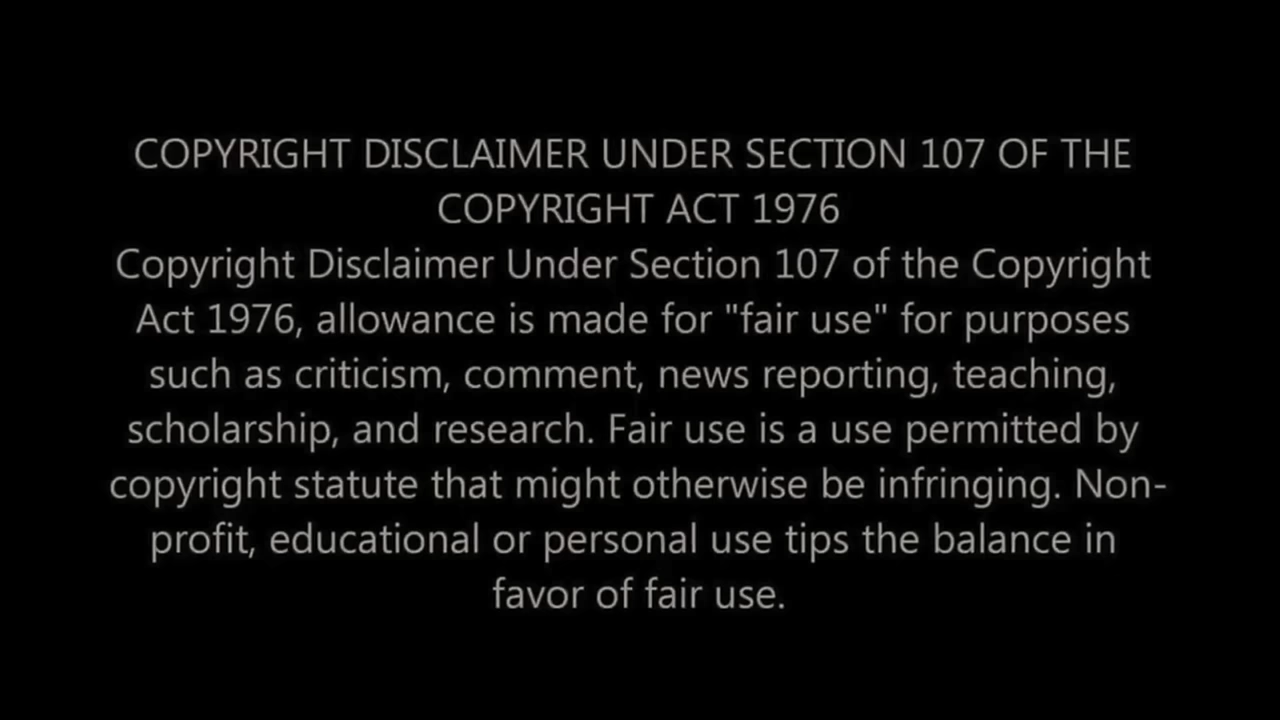 COPYRIGHT DISCLAIMER UNDER SECTION 107 OF THE
COPYRIGHT ACT 1976
Copyright Disclaimer Under Section 107 of the Copyright
Act 1976, allowance is made for "fair use" for purposes
such as criticism, comment, news reporting, teaching,
scholarship, and research. Fair use is a use permitted by
copyright statute that might otherwise be infringing. Non-
profit, educational or personal use tips the balance in
favor of fair use.